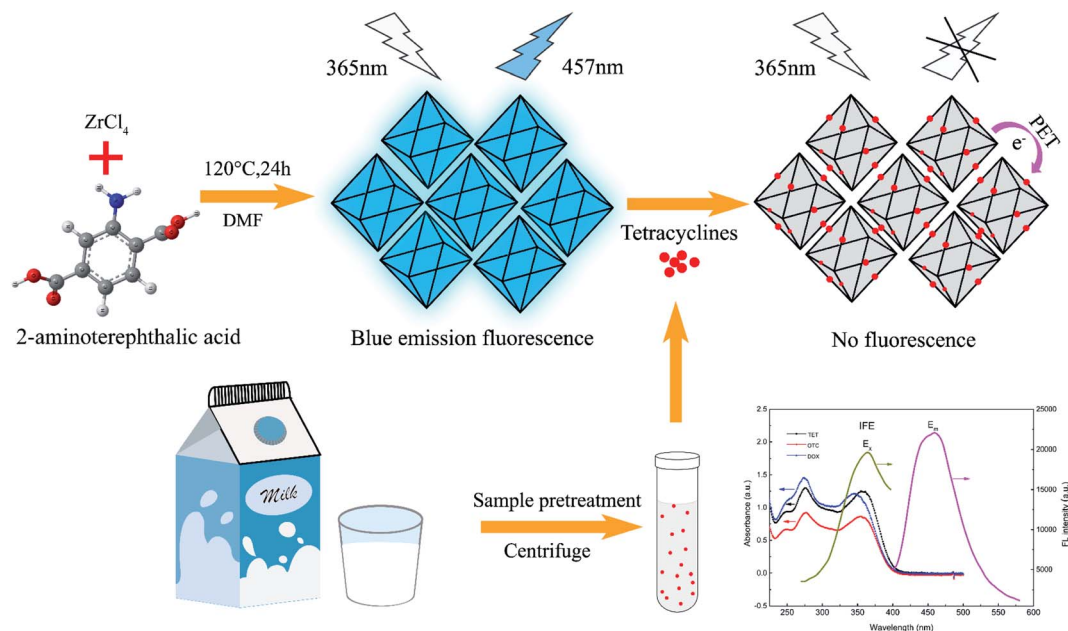 365nm
457nm
365nm
ZrCl4
120°C,24h
DMF
PET
e-
Tetracyclines
2-aminoterephthalic acid
Blue emission fluorescence
No fluorescence
Milk
Sample pretreatment
Centrifuge
IFE
Ex
Em
TET
OTC
DOX
2.5
2.0
1.5
1.0
0.5
0.0
-0.5
Absorbance (a.u.)
25000
20000
15000
10000
5000
FL intensity (a.u.)
250 300 350 400 450 500 550 600
Wavelength (nm)